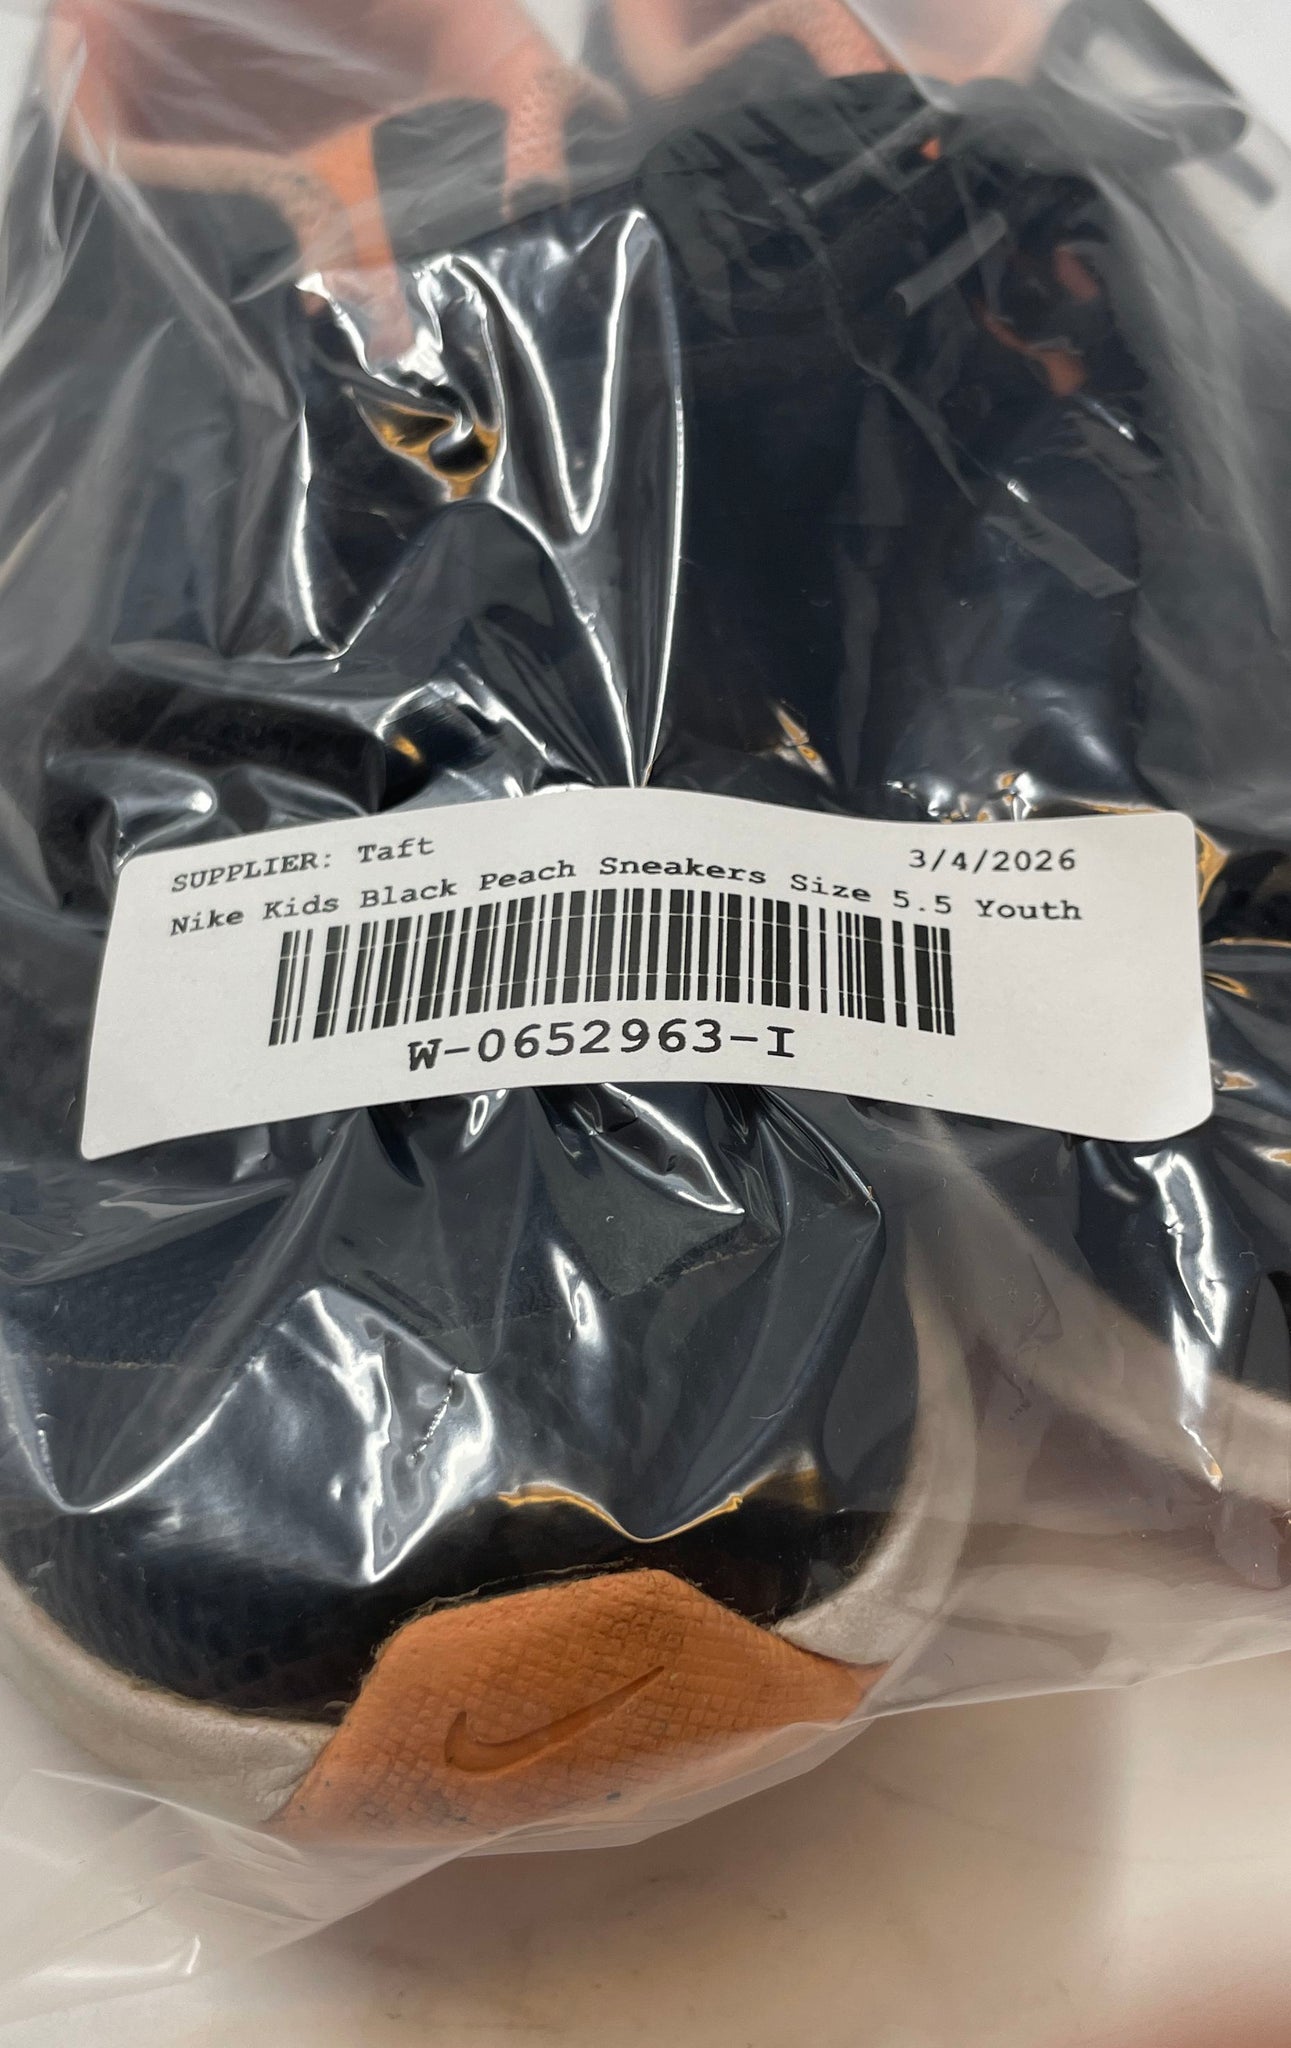 SUPPLIER: Taft 3/4/2026
Nike Kids Black Peach Sneakers Size 5.5 Youth
W-0652963-I